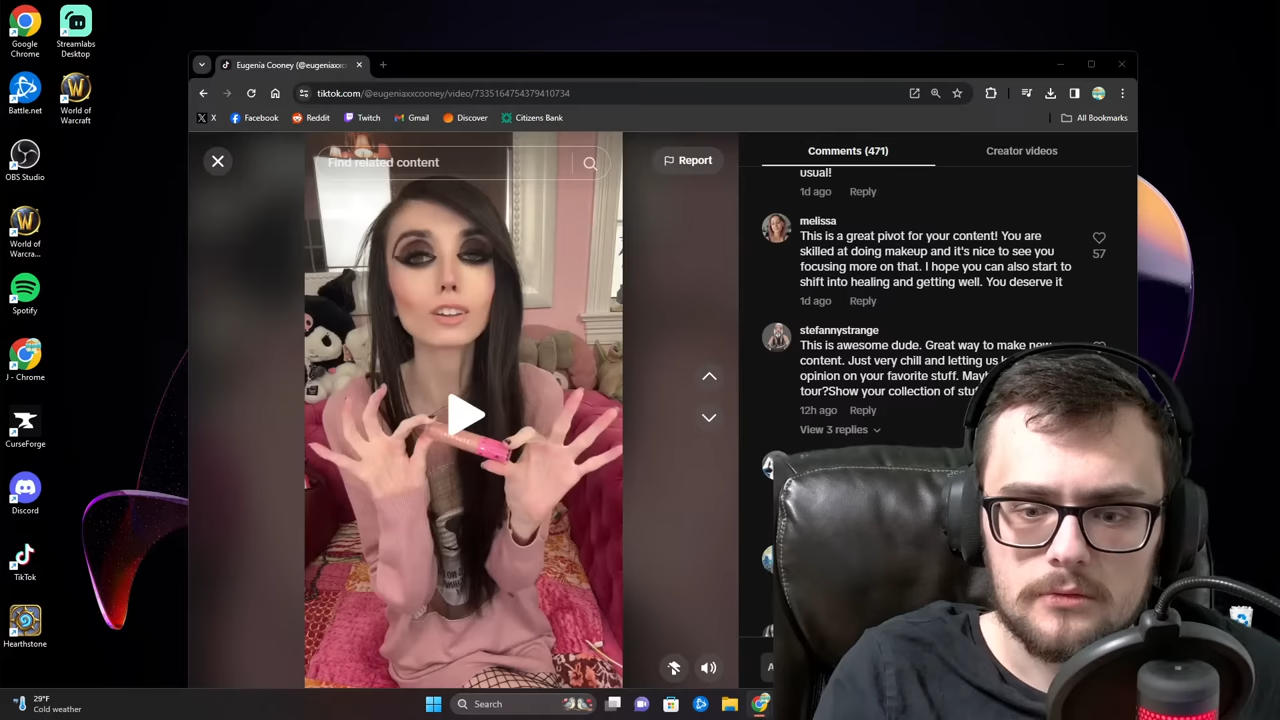 Google
Chrome
Streamlabs
Desktop
Battle.net
World of
Warcraft
OBS Studio
World of
Warcra...
Spotify
J - Chrome
CurseForge
Discord
TikTok
Hearthstone
Eugenia Cooney (@eugeniaxxc
tiktok.com/@eugeniaxxcooney/video/7335164754379410734
X
Facebook
Reddit
Twitch
Gmail
Discover
Citizens Bank
All Bookmarks
Find related content
Report
Comments (471)
Creator videos
usual!
1d ago Reply
melissa
This is a great pivot for your content! You are
skilled at doing makeup and it's nice to see you
focusing more on that. I hope you can also start to
shift into healing and getting well. You deserve it
57
1d ago Reply
stefannystrange
This is awesome dude. Great way to make new
content. Just very chill and letting us
opinion on your favorite stuff.
tour?Show your collection of
12h ago Reply
View 3 replies
29°F
Cold weather
Search